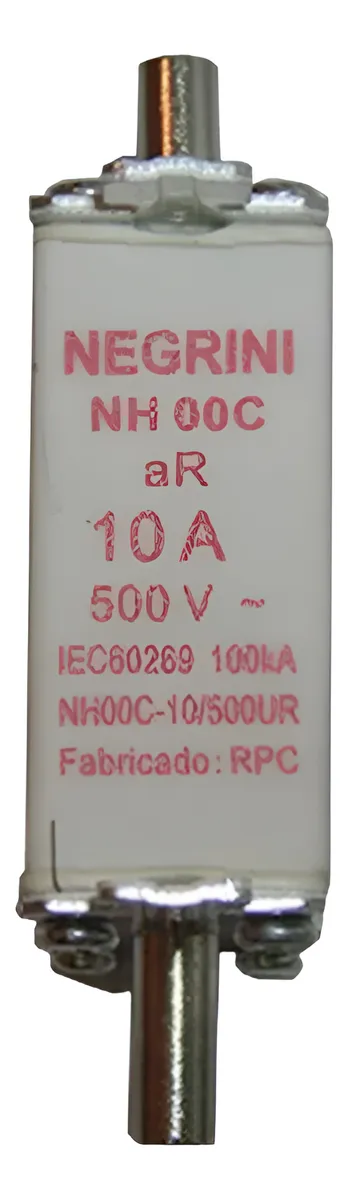 NEGRINI
NH 00C
aR
10 A
500 V ~
IEC60269 100kA
NH00C-10/500UR
Fabricado: RPC